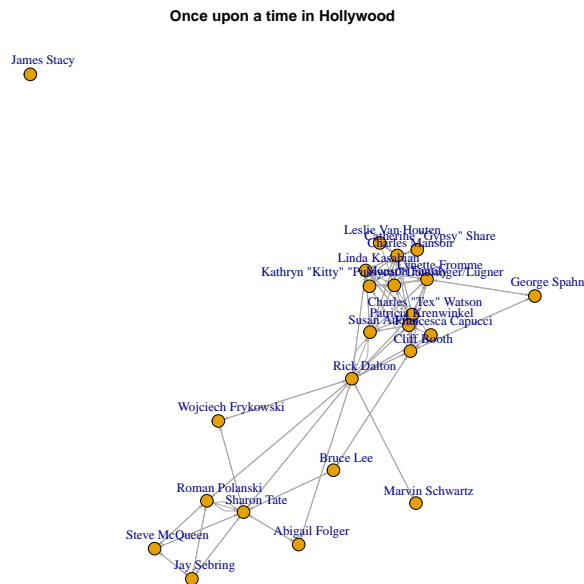 Once upon a time in Hollywood
James Stacy
Leslie Van Houten
Catherine "Gypsy" Share
Charles Manson
Linda Kasabian
Lynette Fromme
Kathryn "Kitty"
George Spahn
Charles "Tex" Watson
Patricia Krenwinkel
Susan
Francesca Capucci
Cliff Booth
Rick Dalton
Wojciech Frykowski
Bruce Lee
Roman Polanski
Marvin Schwartz
Sharon Tate
Steve McQueen
Abigail Folger
Jay Sebring